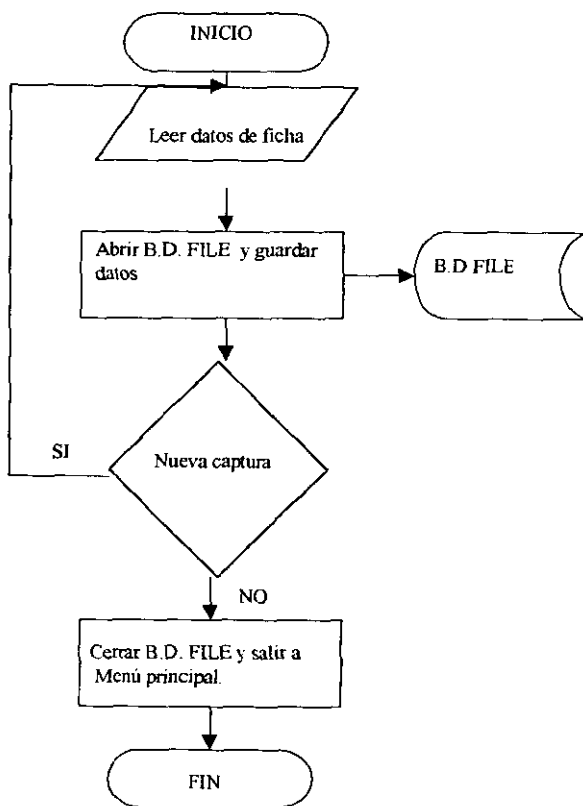 INICIO
Leer datos de ficha
Abrir B.D. FILE y guardar
datos
B.D FILE
Nueva captura
SI
NO
Cerrar B.D. FILE y salir a
Menú principal.
FIN